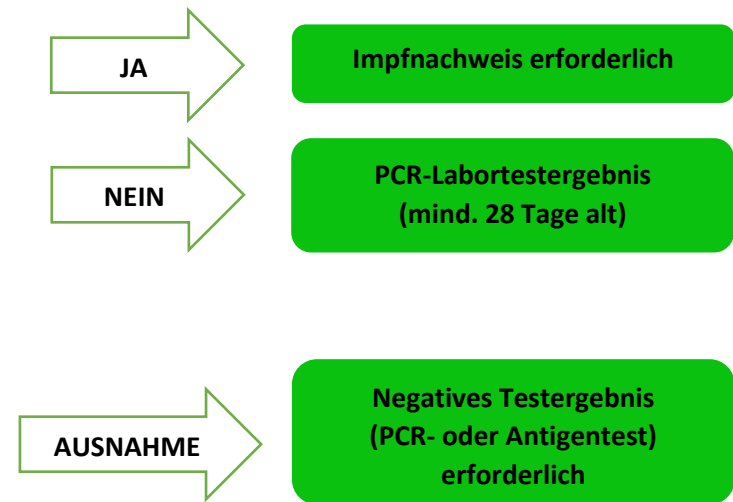 JA
Impfnachweis erforderlich
NEIN
PCR-Labortestergebnis
(mind. 28 Tage alt)
AUSNAHME
Negatives Testergebnis
(PCR- oder Antigentest)
erforderlich